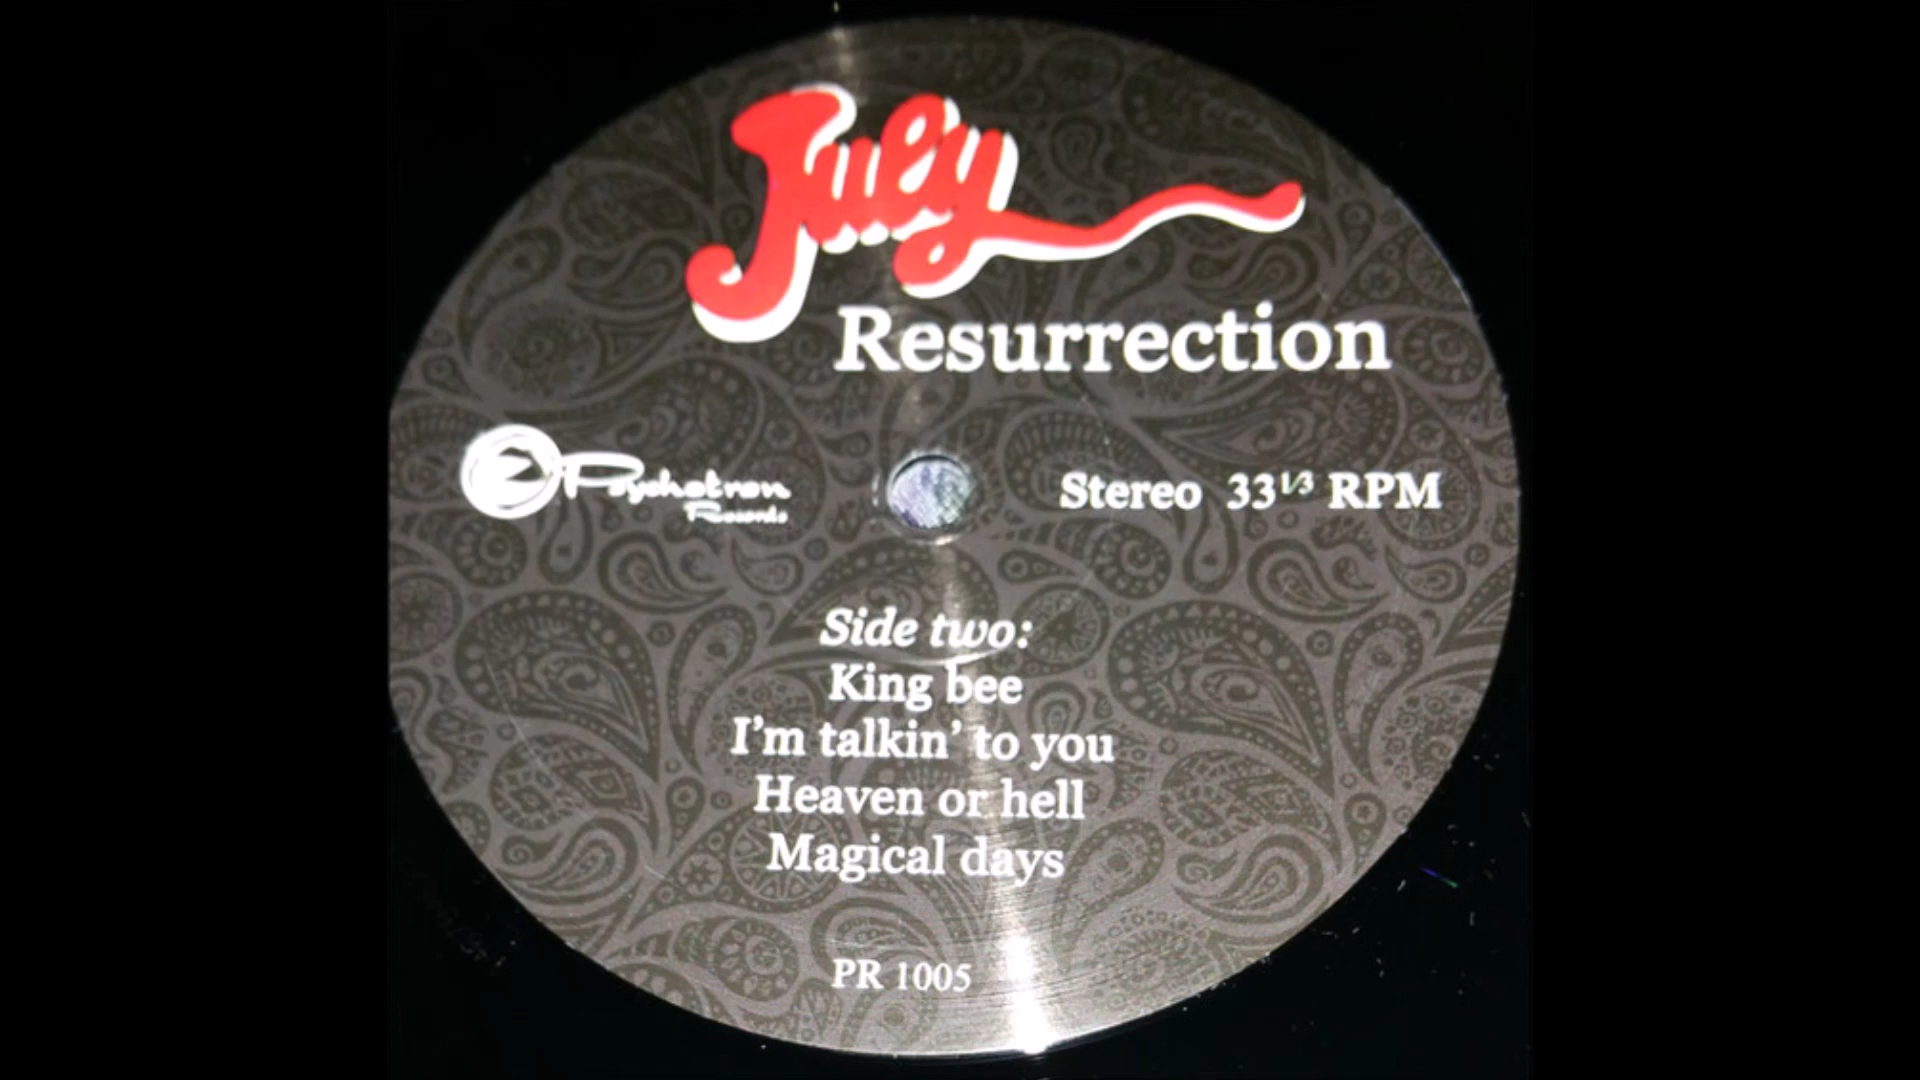 July
Resurrection
Psychotron
Records
Stereo 33 1/3 RPM
Side two:
King bee
I'm talkin' to you
Heaven or hell
Magical days
PR 1005